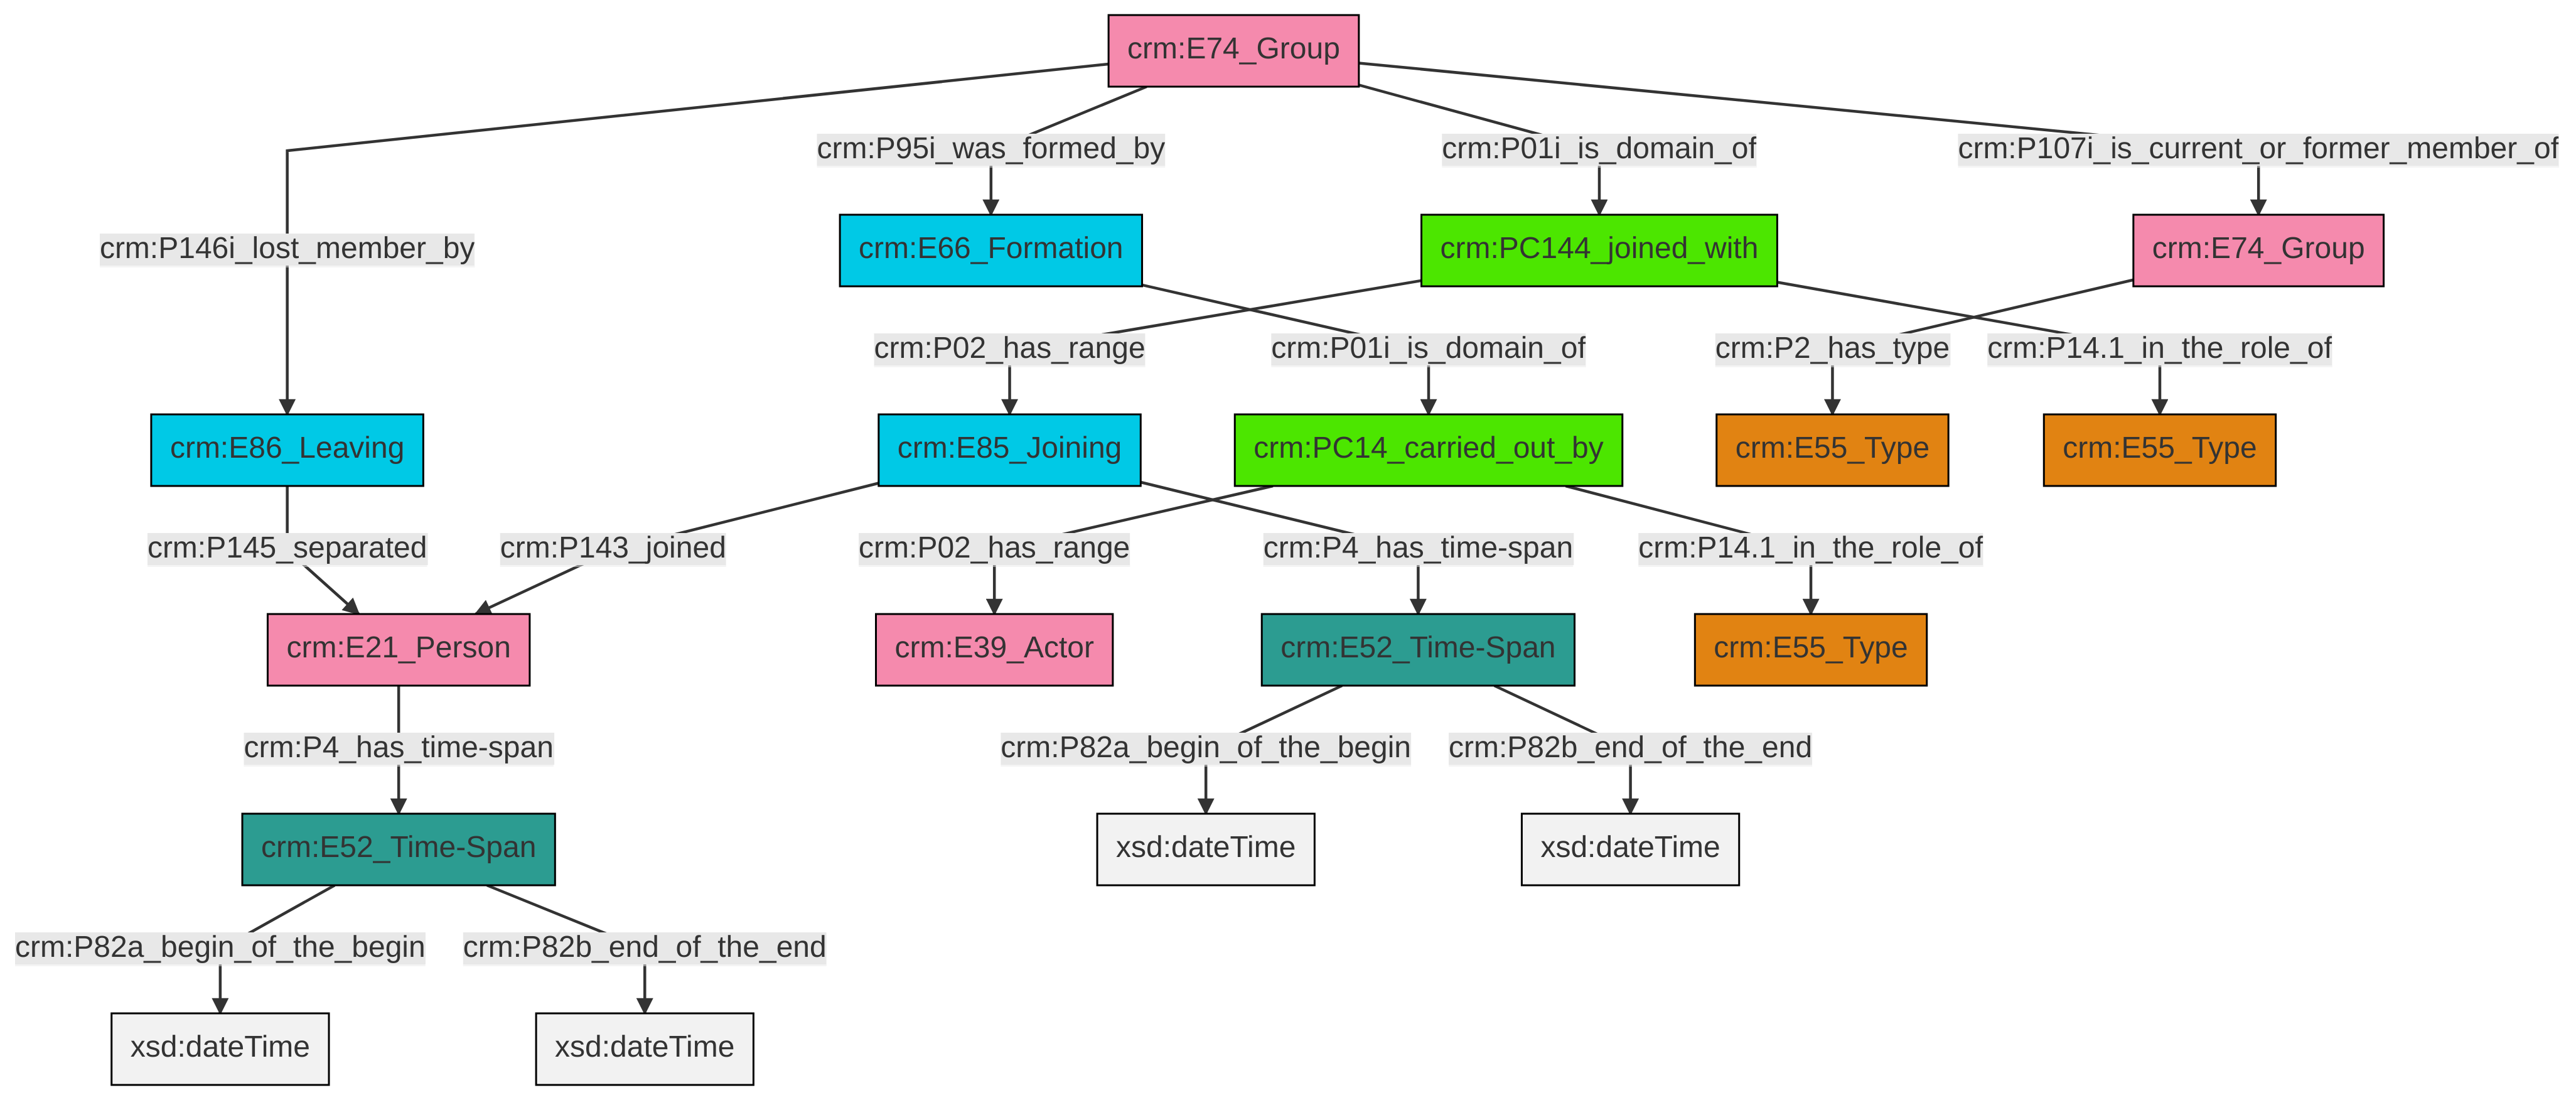 crm:E74_Group
crm:P95i_was_formed_by
crm:P01i_is_domain_of
crm:P107i_is_current_or_former_member_of
crm:P146i_lost_member_by
crm:E66_Formation
crm:PC144_joined_with
crm:E74_Group
crm:P02_has_range
crm:P01i_is_domain_of
crm:P2_has_type
crm:P14.1_in_the_role_of
crm:E86_Leaving
crm:E85_Joining
crm:PC14_carried_out_by
crm:E55_Type
crm:E55_Type
crm:P145_separated
crm:P143_joined
crm:P02_has_range
crm:P4_has_time-span
crm:P14.1_in_the_role_of
crm:E21_Person
crm:E39_Actor
crm:E52_Time-Span
crm:E55_Type
crm:P4_has_time-span
crm:P82a_begin_of_the_begin
crm:P82b_end_of_the_end
crm:E52_Time-Span
xsd:dateTime
xsd:dateTime
crm:P82a_begin_of_the_begin
crm:P82b_end_of_the_end
xsd:dateTime
xsd:dateTime